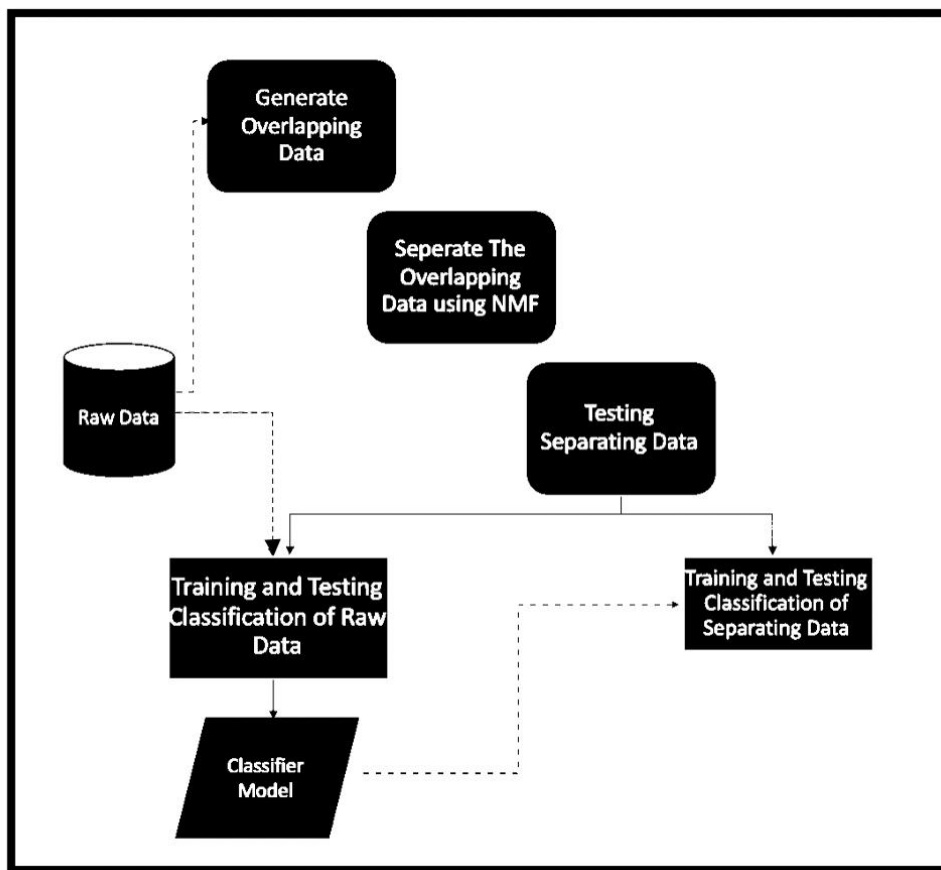 Generate
Overlapping
Data
Seperate The
Overlapping
Data using NMF
Raw Data
Testing
Separating Data
Training and Testing
Classification of Raw
Data
Training and Testing
Classification of
Separating Data
Classifier
Model